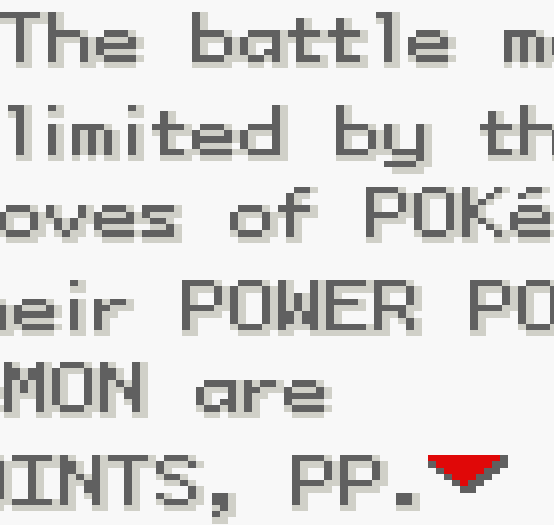 The battle m
limited by th
oves of POKé
eir POWER PO
MON are
INTS, PP.